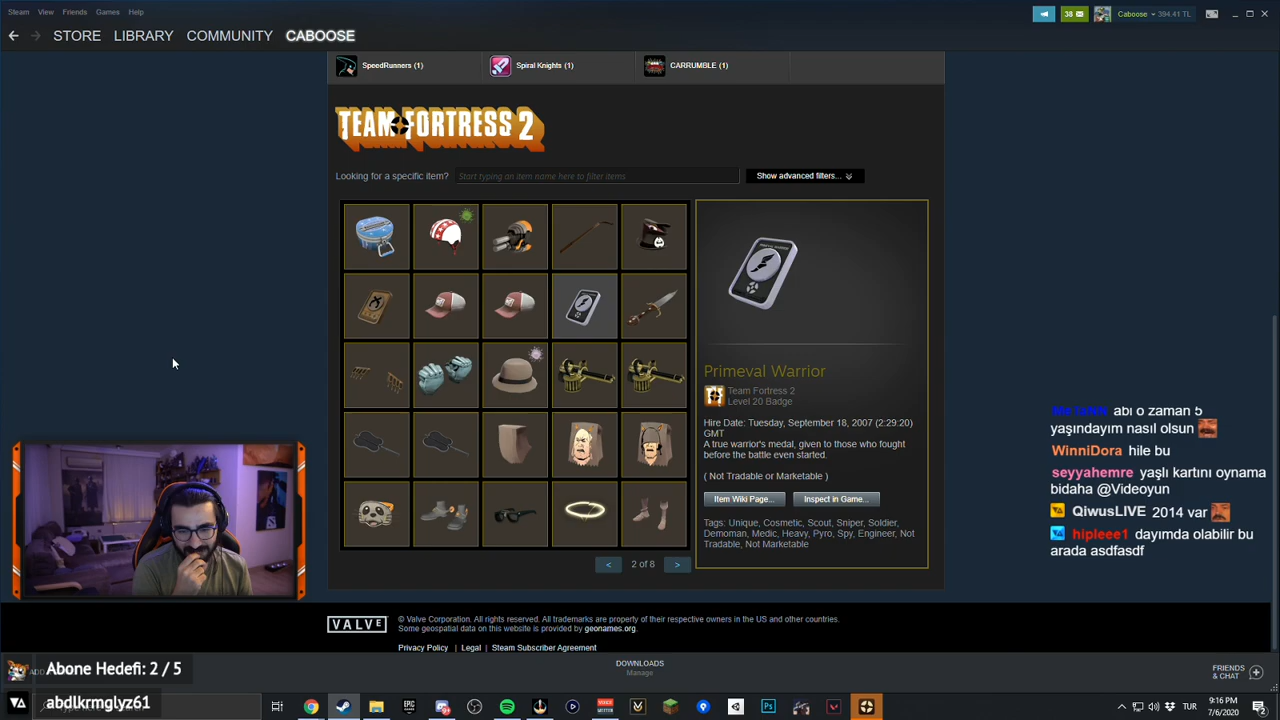 Steam View Friends Games Help
38
Caboose
394.41 TL
STORE LIBRARY COMMUNITY CABOOSE
SpeedRunners (1)
Spiral Knights (1)
CARRUMBLE (1)
TEAM FORTRESS 2
Looking for a specific item?
Start typing an item name here to filter items
Show advanced filters...
Primeval Warrior
Team Fortress 2
Level 20 Badge
Hire Date: Tuesday, September 18, 2007 (2:29:20)
GMT
A true warrior's medal, given to those who fought
before the battle even started.
( Not Tradable or Marketable )
Item Wiki Page...
Inspect in Game...
Tags: Unique, Cosmetic, Scout, Sniper, Soldier,
Demoman, Medic, Heavy, Pyro, Spy, Engineer, Not
Tradable, Not Marketable
<
2 of 8
>
abı o zaman 5
yaşındayım nasıl olsun
WinniDora hile bu
seyyahemre yaşlı kartını oynama
bidaha @Videoyun
QiwusLIVE 2014 var
hipleee1 dayımda olabilir bu
arada asdfasdf
VALVE
© Valve Corporation. All rights reserved. All trademarks are property of their respective owners in the US and other countries.
Some geospatial data on this website is provided by geonames.org.
Privacy Policy | Legal | Steam Subscriber Agreement
Abone Hedefi: 2 / 5
DOWNLOADS
Manage
FRIENDS
& CHAT
abdlkrmglyz61
EPIC
Ps
TUR
9:16 PM
7/6/2020
2